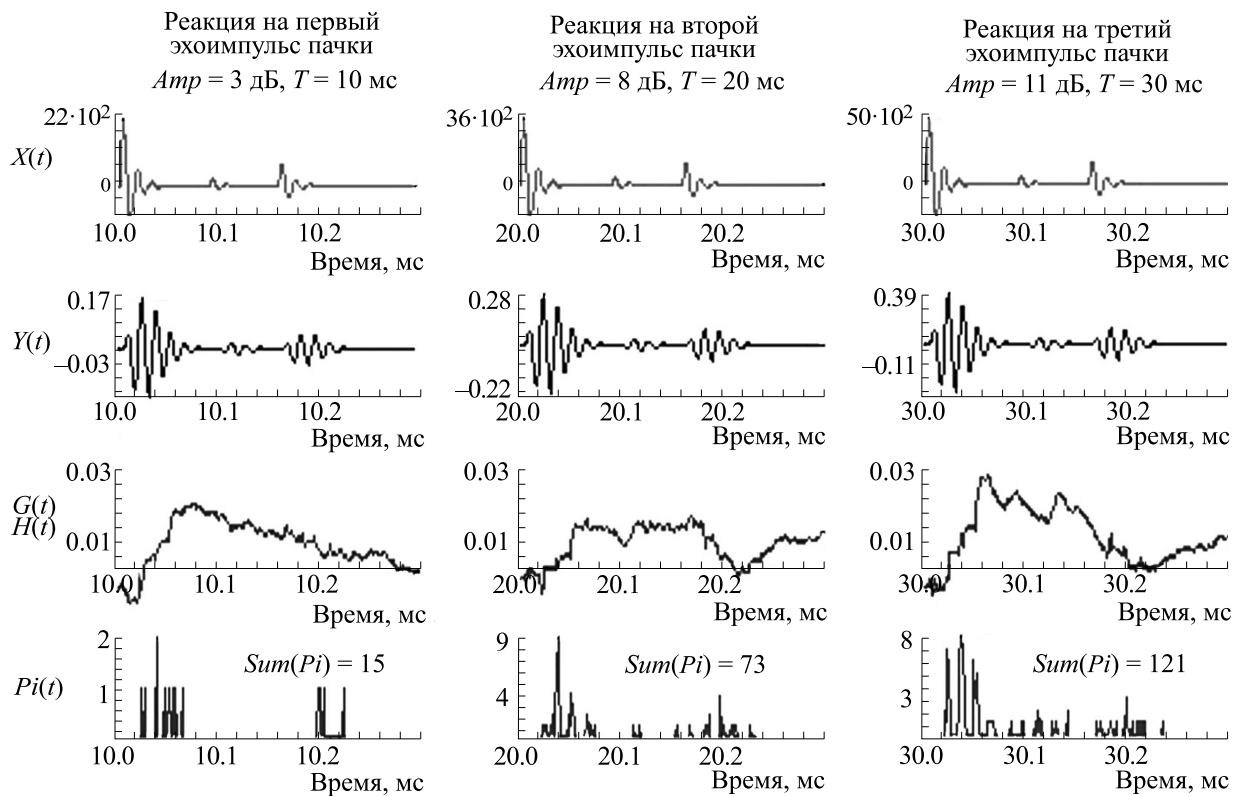 Реакция на первый
эхоимпульс пачки
Amp = 3 дБ, T = 10 мс
Реакция на второй
эхоимпульс пачки
Amp = 8 дБ, T = 20 мс
Реакция на третий
эхоимпульс пачки
Amp = 11 дБ, T = 30 мс
X(t)
22·10²
0
10.0 10.1 10.2
Время, мс
36·10²
0
20.0 20.1 20.2
Время, мс
50·10²
0
30.0 30.1 30.2
Время, мс
Y(t)
0.17
–0.03
10.0 10.1 10.2
Время, мс
0.28
–0.22
20.0 20.1 20.2
Время, мс
0.39
–0.11
30.0 30.1 30.2
Время, мс
G(t)
H(t)
0.03
0.01
10.0 10.1 10.2
Время, мс
0.03
0.01
20.0 20.1 20.2
Время, мс
0.03
0.01
30.0 30.1 30.2
Время, мс
Pi(t)
2
1
Sum(Pi) = 15
10.0 10.1 10.2
Время, мс
9
4
Sum(Pi) = 73
20.0 20.1 20.2
Время, мс
8
3
Sum(Pi) = 121
30.0 30.1 30.2
Время, мс